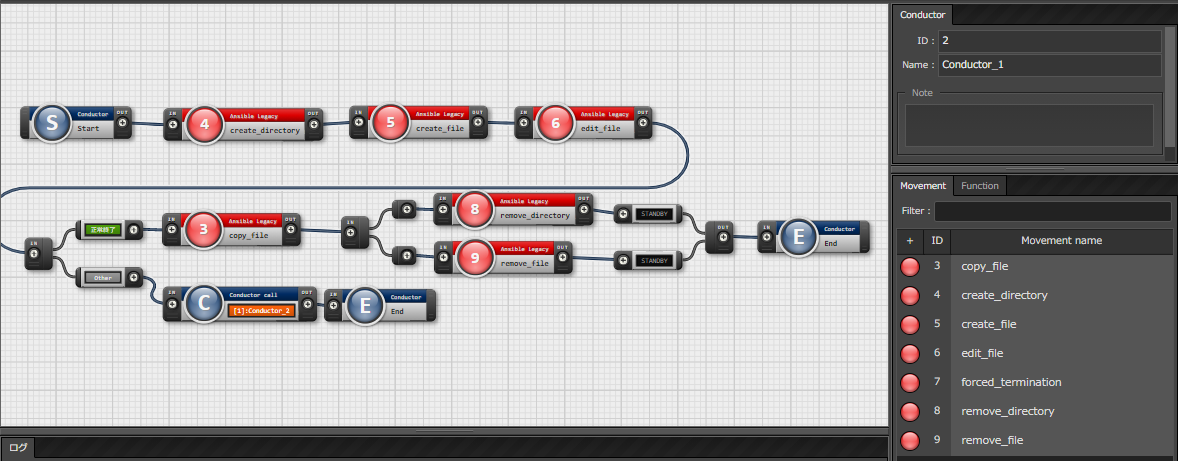 IN
S
Conductor
Start
OUT
IN
4
Ansible Legacy
create_directory
OUT
IN
5
Ansible Legacy
create_file
OUT
IN
6
Ansible Legacy
edit_file
OUT
IN
正常終了
Other
IN
3
Ansible Legacy
copy_file
OUT
IN
IN
8
Ansible Legacy
remove_directory
OUT
IN
9
Ansible Legacy
remove_file
OUT
STANDBY
STANDBY
OUT
IN
E
Conductor
End
IN
C
Conductor call
[1]:Conductor_2
OUT
IN
E
Conductor
End
ログ
Conductor
ID : 2
Name : Conductor_1
Note
Movement Function
Filter :
+ ID Movement name
3 copy_file
4 create_directory
5 create_file
6 edit_file
7 forced_termination
8 remove_directory
9 remove_file